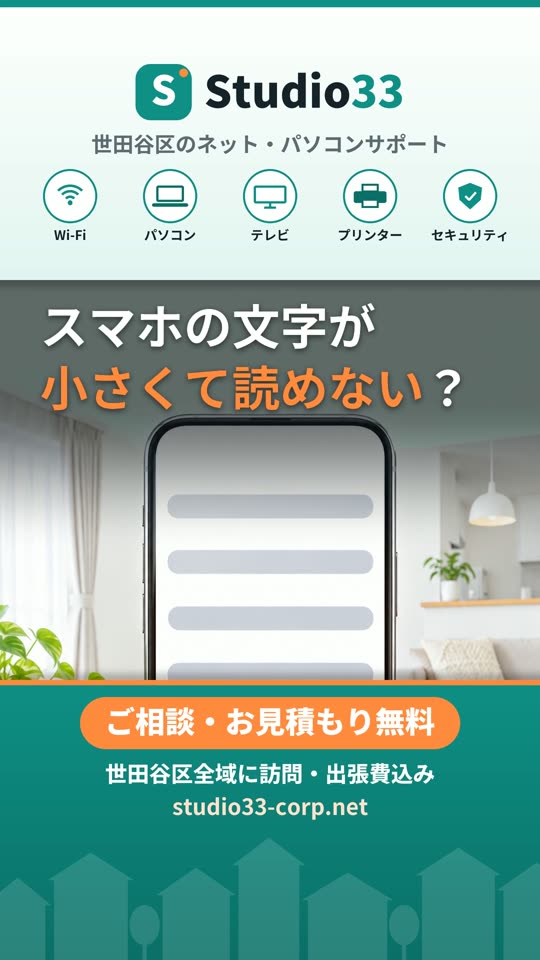 S Studio33
世田谷区のネット・パソコンサポート
Wi-Fi パソコン テレビ プリンター セキュリティ
スマホの文字が
小さくて読めない？
ご相談・お見積もり無料
世田谷区全域に訪問・出張費込み
studio33-corp.net